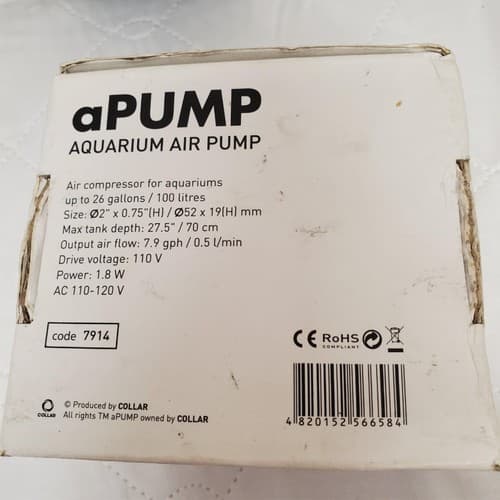 aPUMP
AQUARIUM AIR PUMP
Air compressor for aquariums
up to 26 gallons / 100 litres
Size: Ø2" x 0.75"(H) / Ø52 x 19(H) mm
Max tank depth: 27.5" / 70 cm
Output air flow: 7.9 gph / 0.5 l/min
Drive voltage: 110 V
Power: 1.8 W
AC 110-120 V
code 7914
CE RoHS
COMPLIANT
4 820152 566584
COLLAR
© Produced by COLLAR
All rights TM aPUMP owned by COLLAR